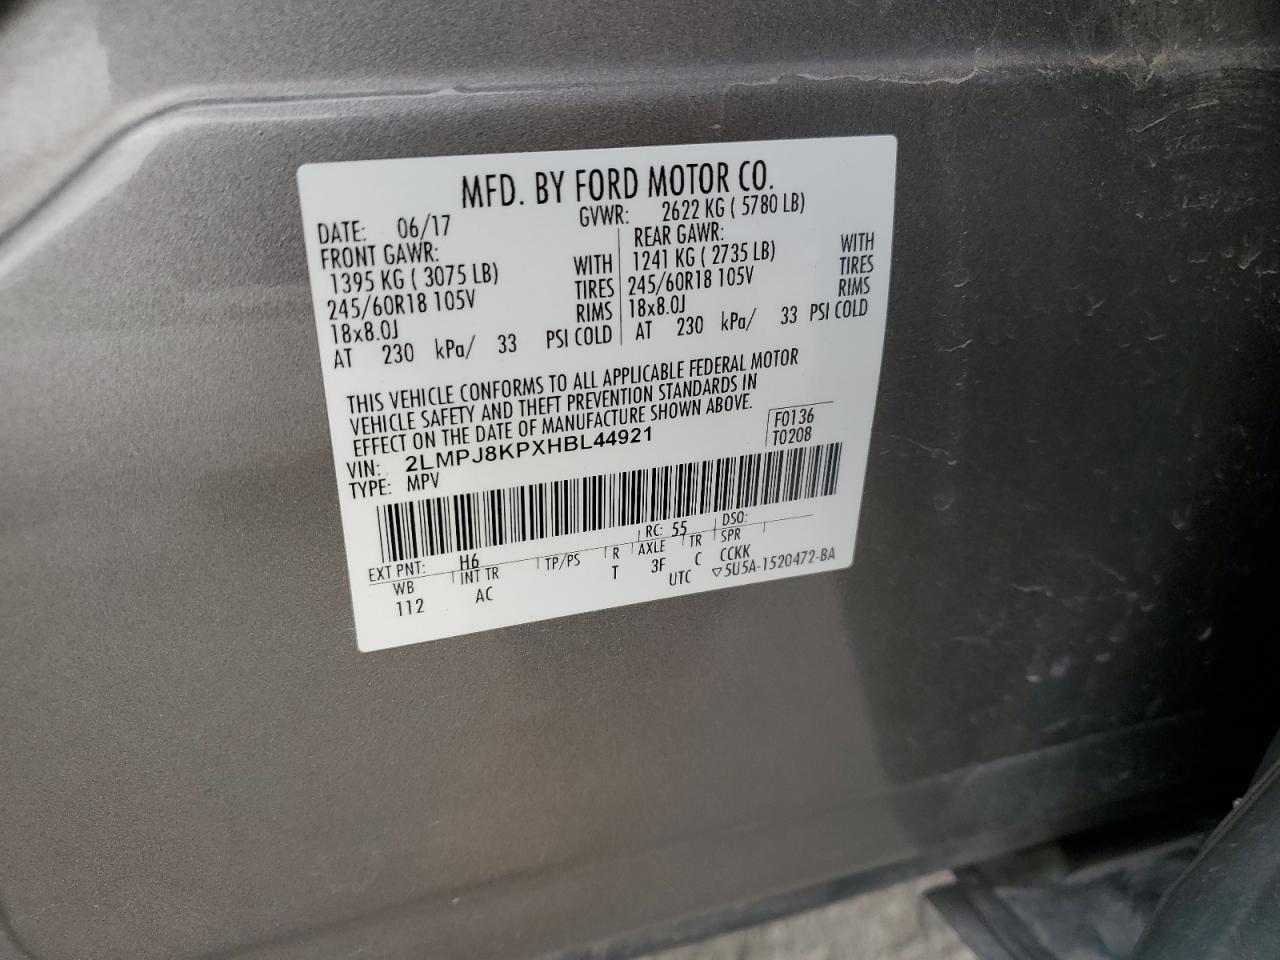 MFD. BY FORD MOTOR CO.
DATE: 06/17 GVWR: 2622 KG ( 5780 LB)
FRONT GAWR: REAR GAWR:
1395 KG ( 3075 LB) WITH 1241 KG ( 2735 LB) WITH
245/60R18 105V TIRES 245/60R18 105V TIRES
18x8.0J RIMS 18x8.0J RIMS
AT 230 kPa/ 33 PSI COLD AT 230 kPa/ 33 PSI COLD
THIS VEHICLE CONFORMS TO ALL APPLICABLE FEDERAL MOTOR
VEHICLE SAFETY AND THEFT PREVENTION STANDARDS IN
EFFECT ON THE DATE OF MANUFACTURE SHOWN ABOVE.
VIN: 2LMPJ8KPXHBL44921 F0136
TYPE: MPV T0208
EXT PNT: H6 RC: 55 DSO:
WB INT TR TP/PS R AXLE TR SPR
112 AC T 3F C CCKK
UTC ▽5U5A-1520472-BA